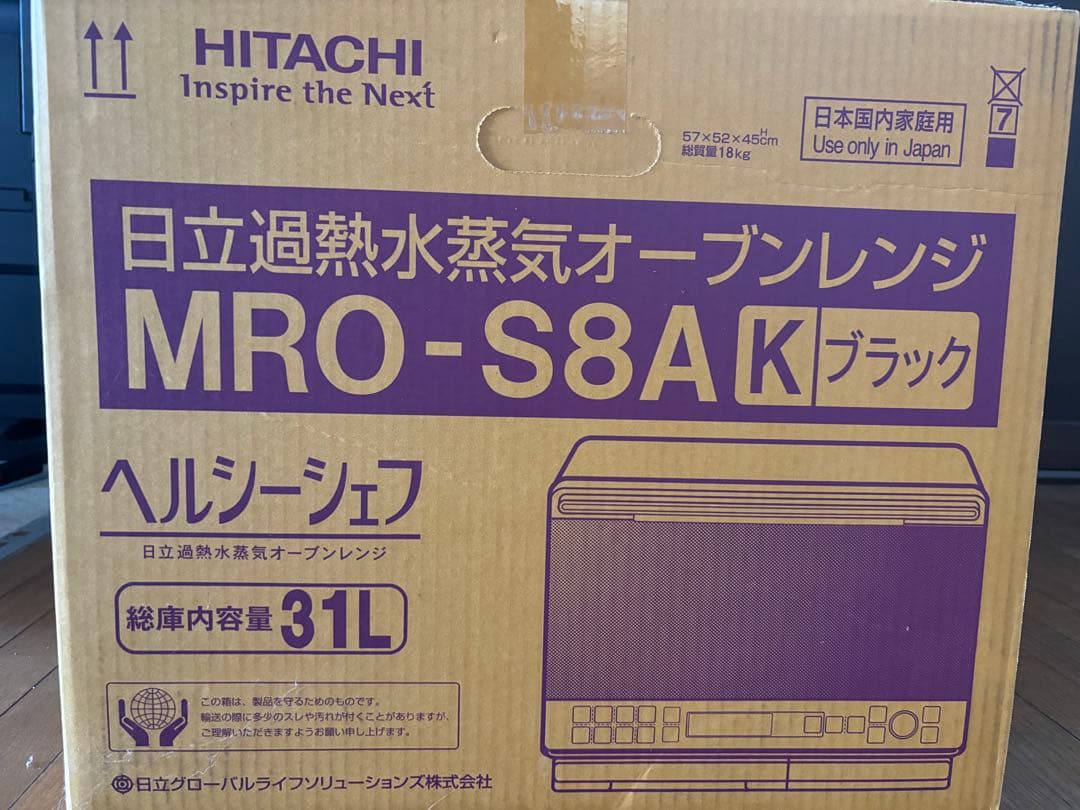 HITACHI
Inspire the Next
57×52×45cm
H
総質量18kg
日本国内家庭用
Use only in Japan
7
日立過熱水蒸気オーブンレンジ
MRO-S8A K ブラック
ヘルシーシェフ
日立過熱水蒸気オーブンレンジ
総庫内容量 31L
この箱は、製品を守るためのものです。
輸送の際に多少のスレや汚れが付くことがありますが、
ご理解いただきますようお願い申し上げます。
日立グローバルライフソリューションズ株式会社